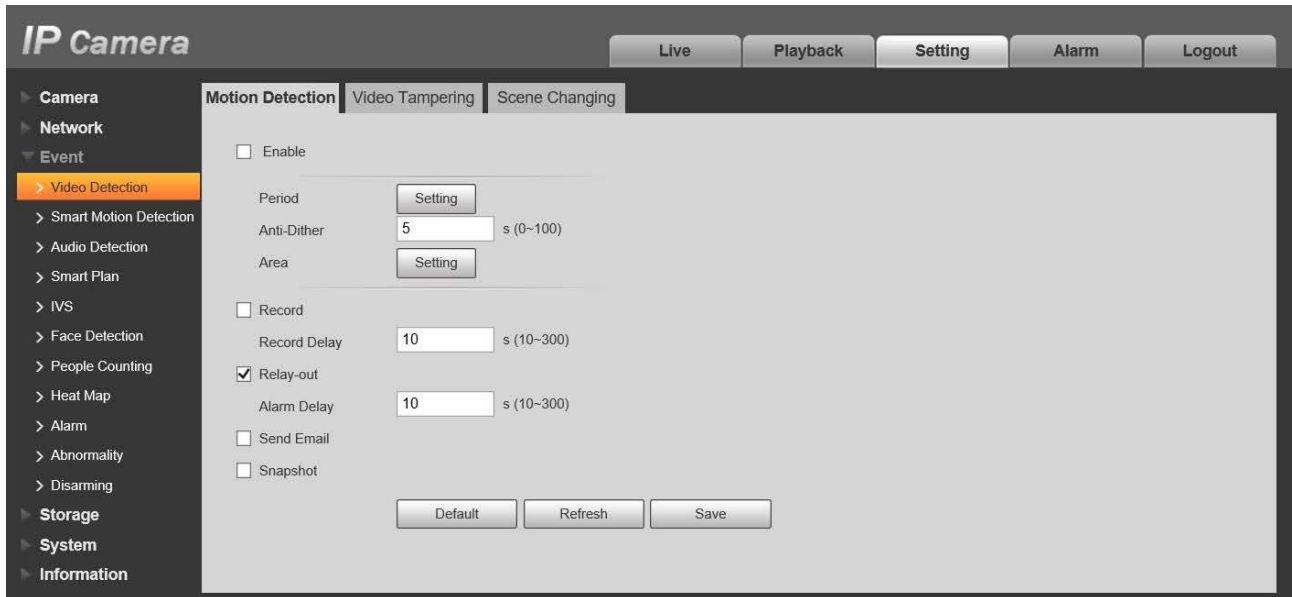 IP Camera
Live Playback Setting Alarm Logout
Camera
Network
Event
Video Detection
Smart Motion Detection
Audio Detection
Smart Plan
IVS
Face Detection
People Counting
Heat Map
Alarm
Abnormality
Disarming
Storage
System
Information
Motion Detection Video Tampering Scene Changing
Enable
Period Setting
Anti-Dither 5 s (0~100)
Area Setting
Record
Record Delay 10 s (10~300)
Relay-out
Alarm Delay 10 s (10~300)
Send Email
Snapshot
Default Refresh Save